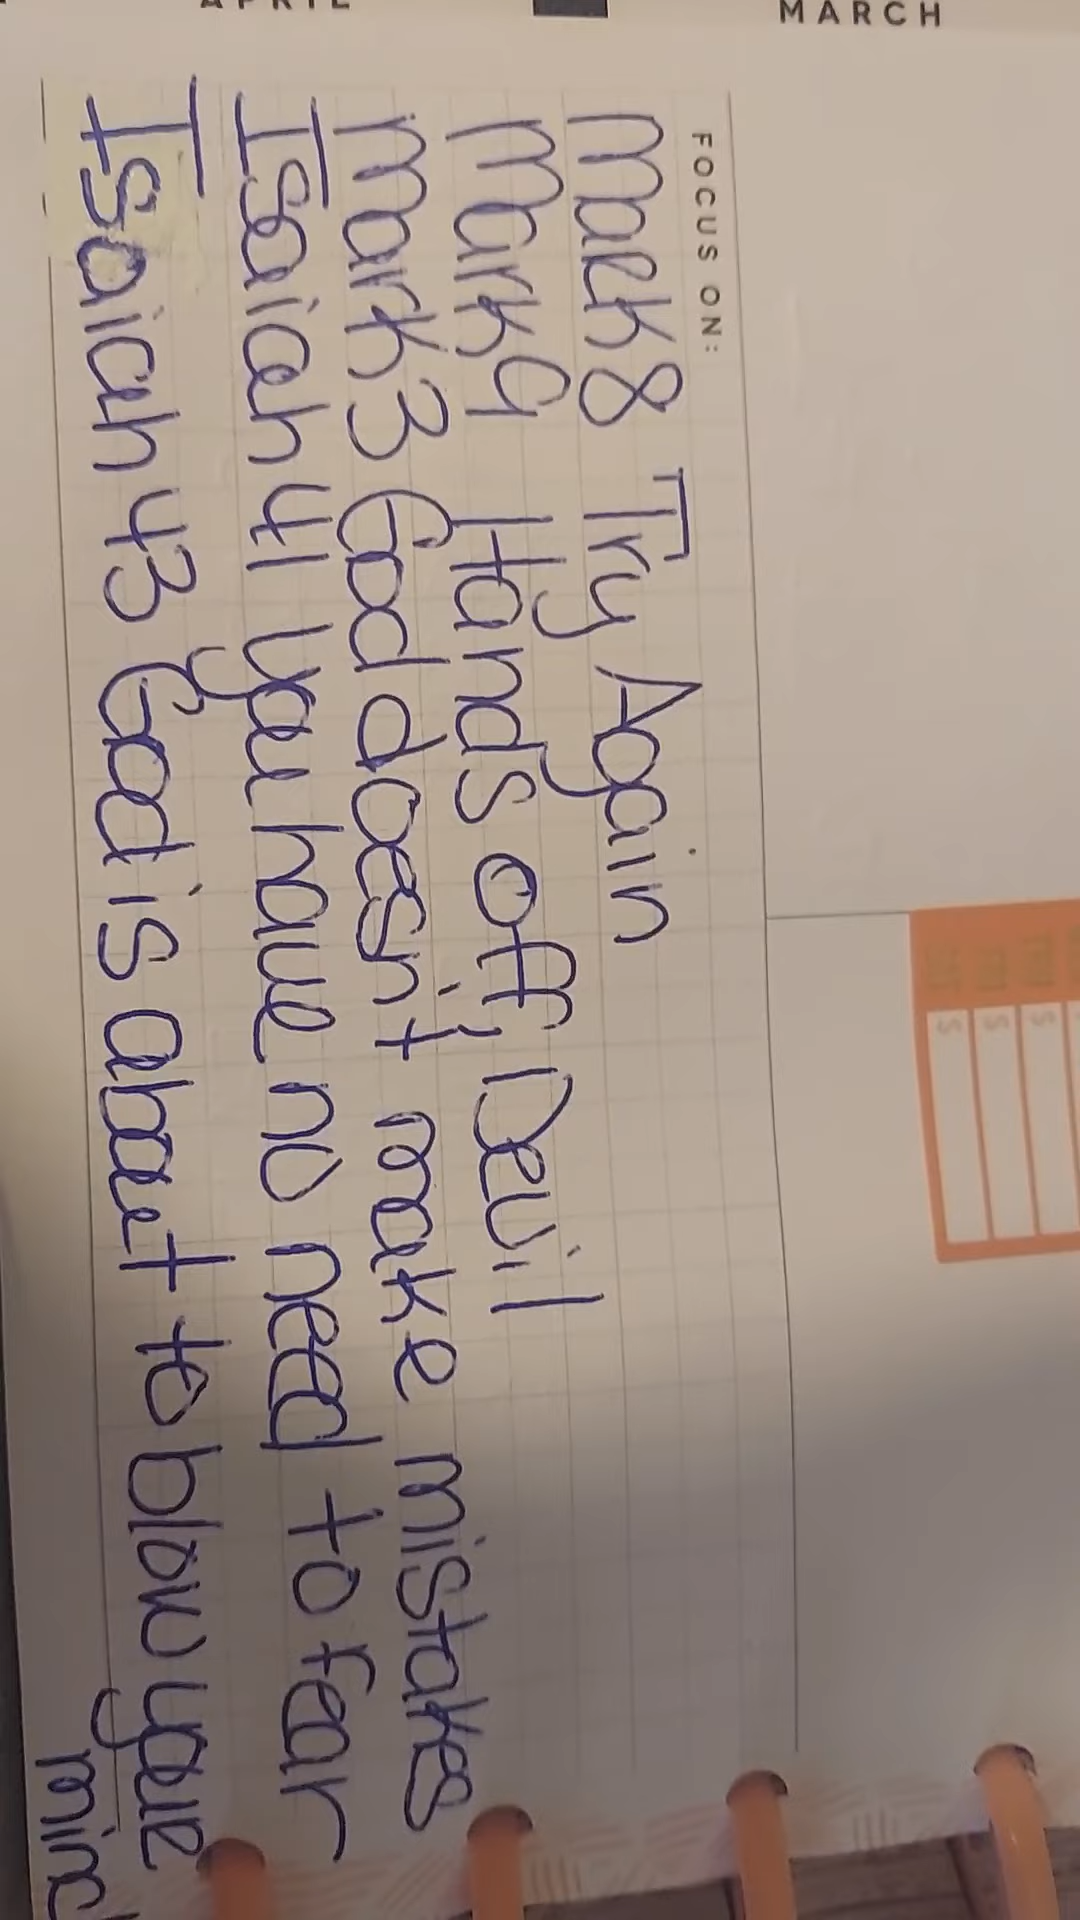 APRIL
MARCH
FOCUS ON:
Mark 8 Try Again
Mark 9 Hands off, Devil
Mark 3 God doesn't make mistakes
Isaiah 41 you have no need to fear
Isaiah 43 God is about to blow your
mind